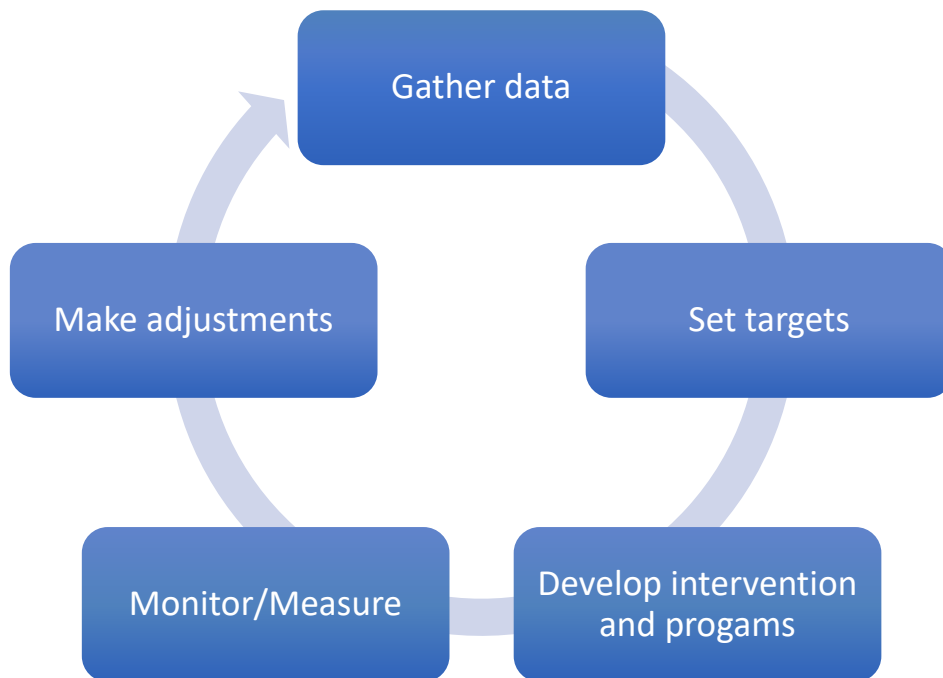 Gather data
Set targets
Develop intervention
and progams
Monitor/Measure
Make adjustments